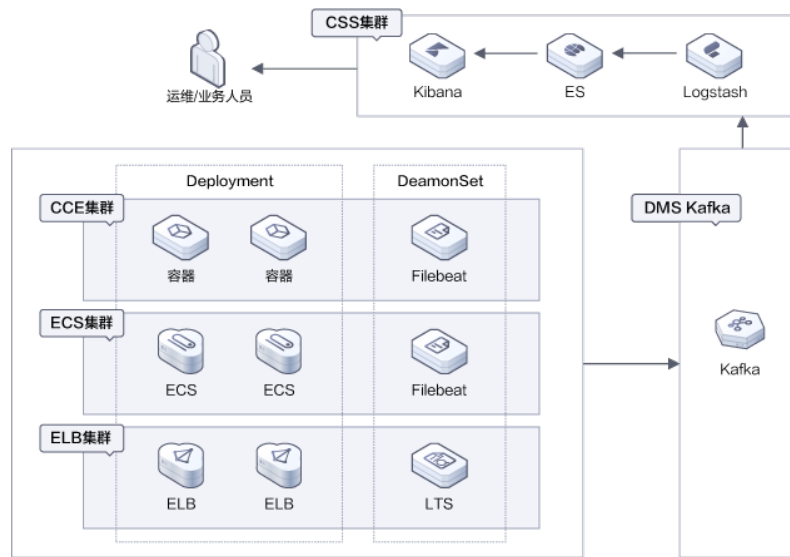 CSS集群
运维/业务人员
Kibana
ES
Logstash
Deployment
DeamonSet
CCE集群
容器
容器
Filebeat
DMS Kafka
ECS集群
ECS
ECS
Filebeat
Kafka
ELB集群
ELB
ELB
LTS